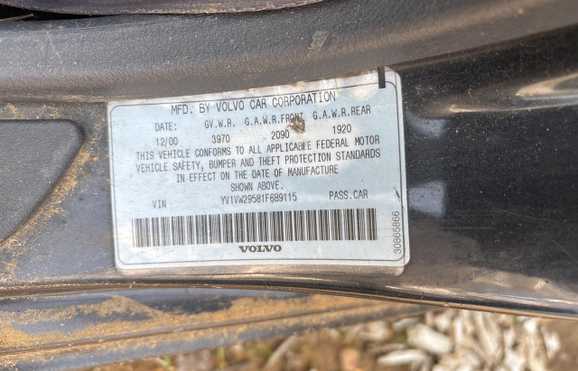 MFD. BY VOLVO CAR CORPORATION
DATE: GV.W.R. G.A.W.R.FRONT G.A.W.R.REAR
12/00 3970 2090 1920
THIS VEHICLE CONFORMS TO ALL APPLICABLE FEDERAL MOTOR
VEHICLE SAFETY, BUMPER AND THEFT PROTECTION STANDARDS
IN EFFECT ON THE DATE OF MANUFACTURE
SHOWN ABOVE.
VIN YV1VW29581F689115 PASS.CAR
VOLVO
30865866